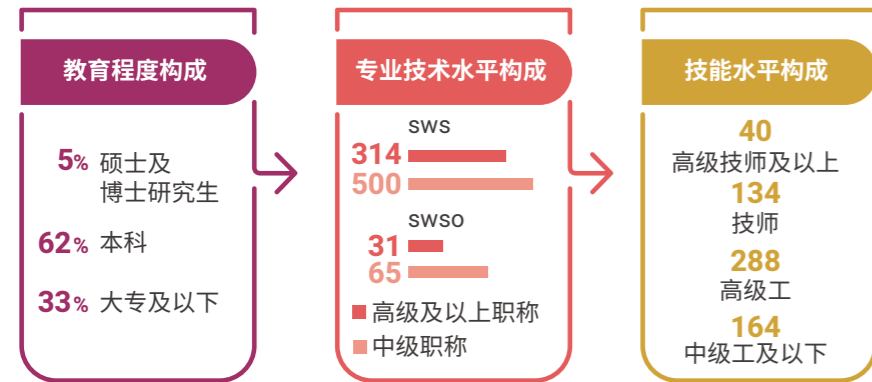 教育程度构成
5% 硕士及
博士研究生
62% 本科
33% 大专及以下
专业技术水平构成
SWS
314
500
SWSO
31
65
高级及以上职称
中级职称
技能水平构成
40
高级技师及以上
134
技师
288
高级工
164
中级工及以下